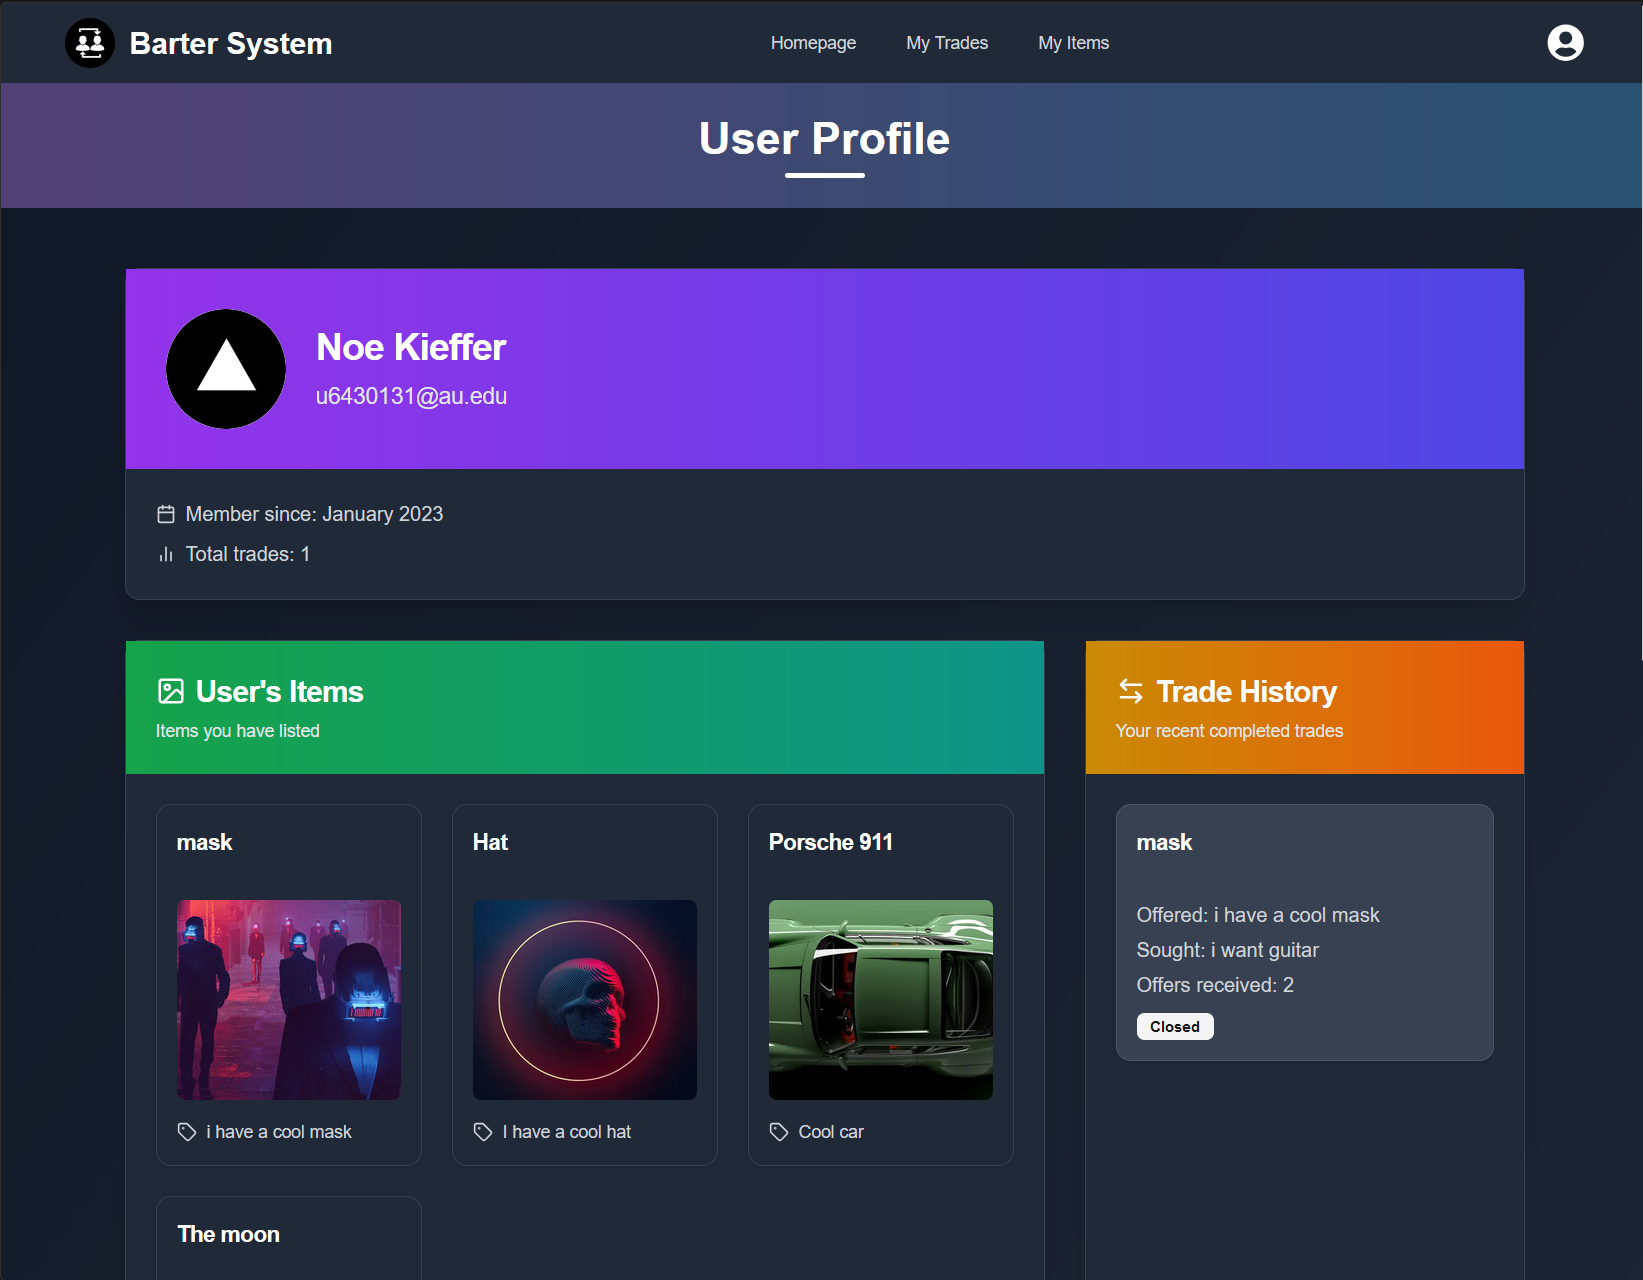 Barter System
Homepage
My Trades
My Items
User Profile
Noe Kieffer
u6430131@au.edu
Member since: January 2023
Total trades: 1
User's Items
Items you have listed
mask
i have a cool mask
Hat
I have a cool hat
Porsche 911
Cool car
The moon
Trade History
Your recent completed trades
mask
Offered: i have a cool mask
Sought: i want guitar
Offers received: 2
Closed